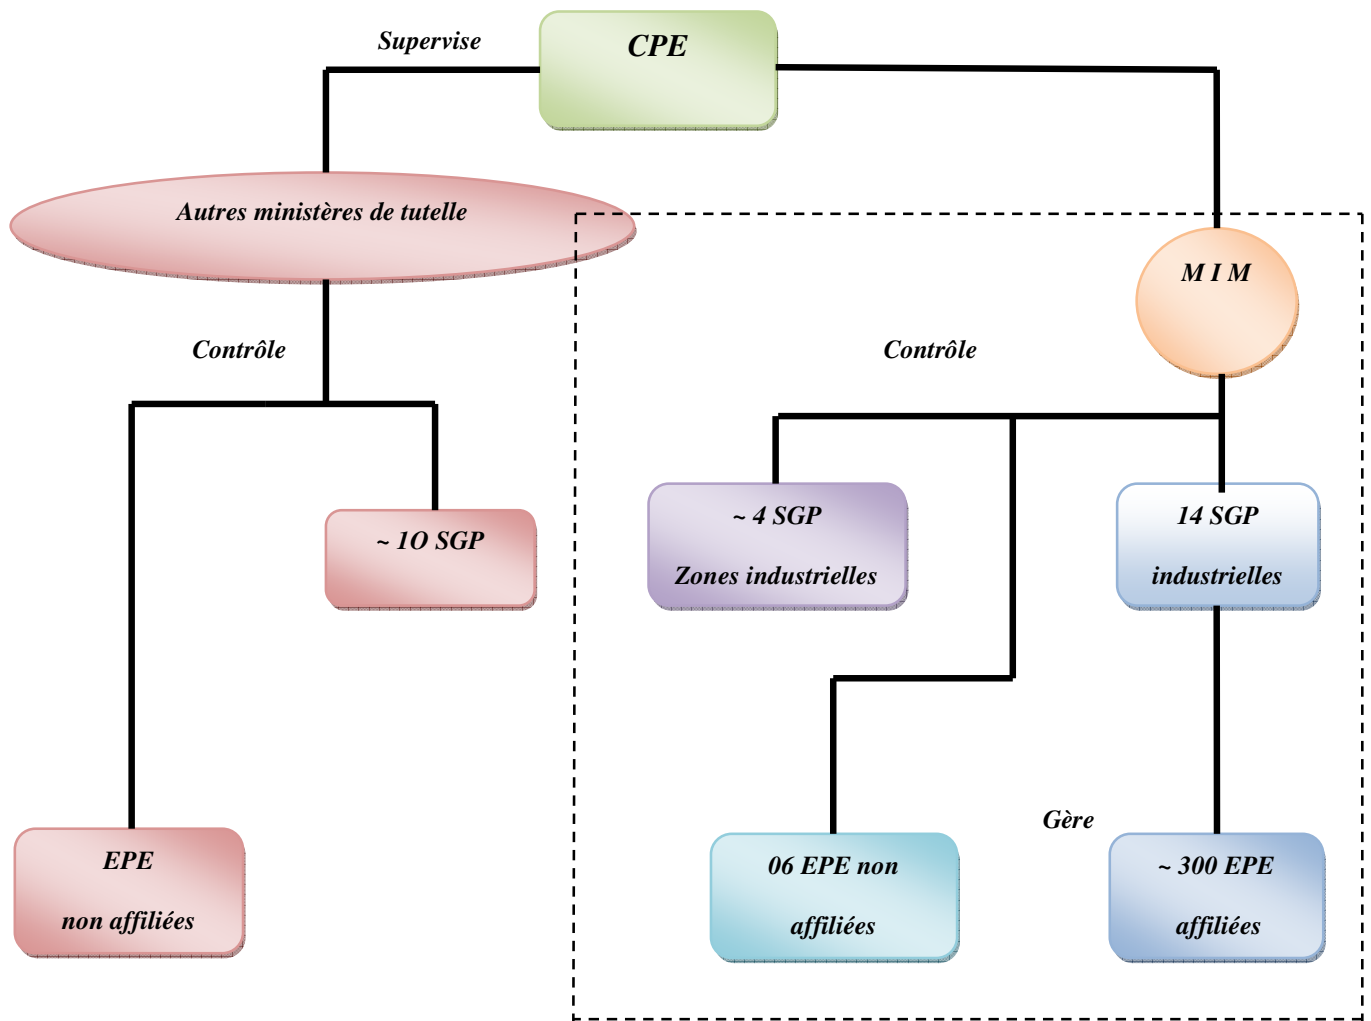 Supervise
CPE
Autres ministères de tutelle
M I M
Contrôle
Contrôle
~ 4 SGP
Zones industrielles
14 SGP
industrielles
~ 1O SGP
Gère
EPE
non affiliées
06 EPE non
affiliées
~ 300 EPE
affiliées